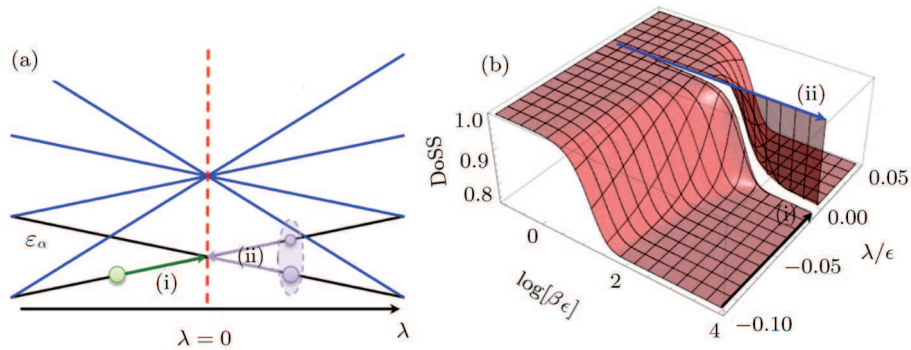 (a)
ε_α
(i)
(ii)
λ = 0
λ
(b)
DoSS
1.0
0.9
0.8
0
2
4
log[βϵ]
(ii)
(i)
0.05
0.00
−0.05
−0.10
λ/ϵ